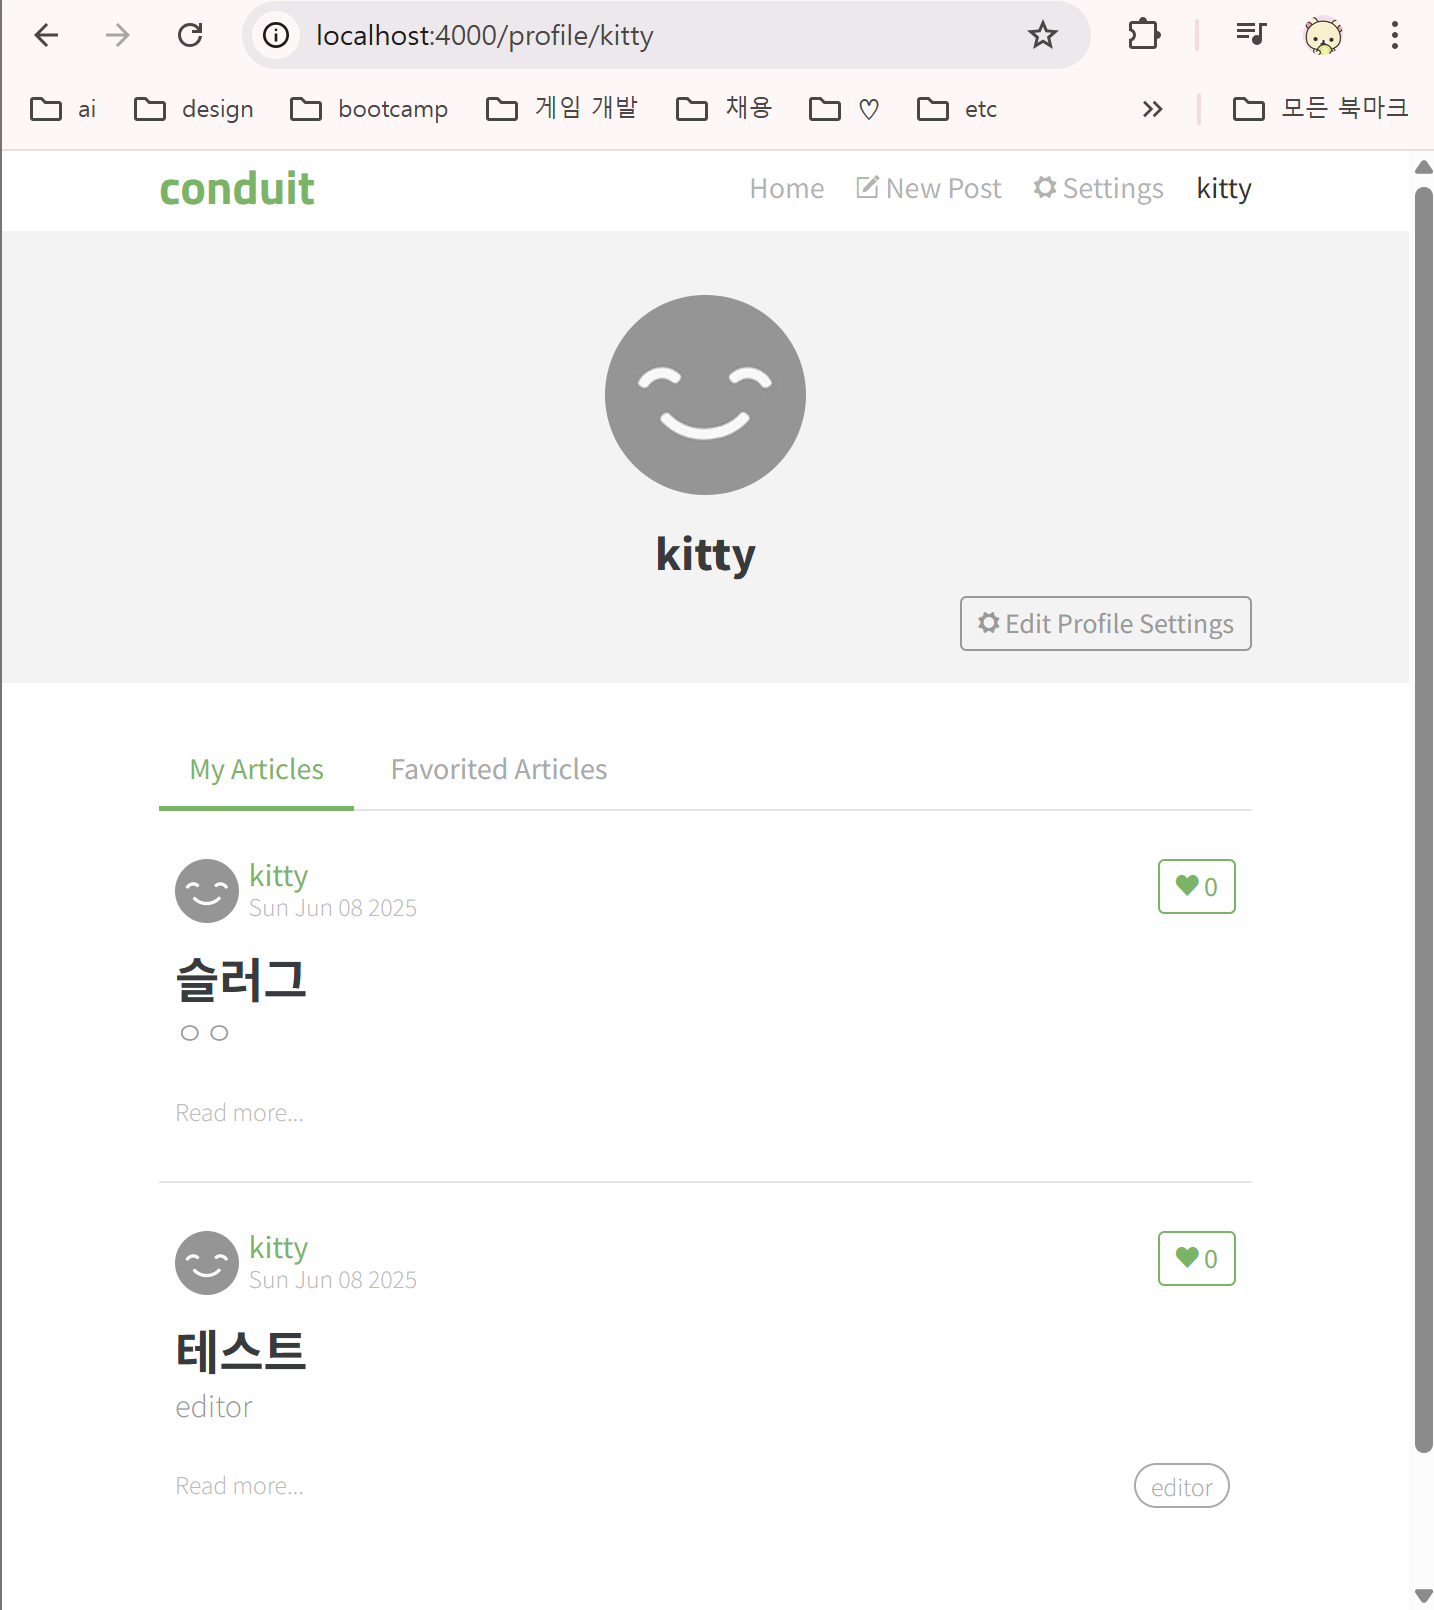 localhost:4000/profile/kitty
ai design bootcamp 게임 개발 채용 ♡ etc » 모든 북마크
conduit Home New Post Settings kitty
kitty
Edit Profile Settings
My Articles Favorited Articles
kitty
Sun Jun 08 2025
0
슬러그
ㅇㅇ
Read more...
kitty
Sun Jun 08 2025
0
테스트
editor
Read more... editor